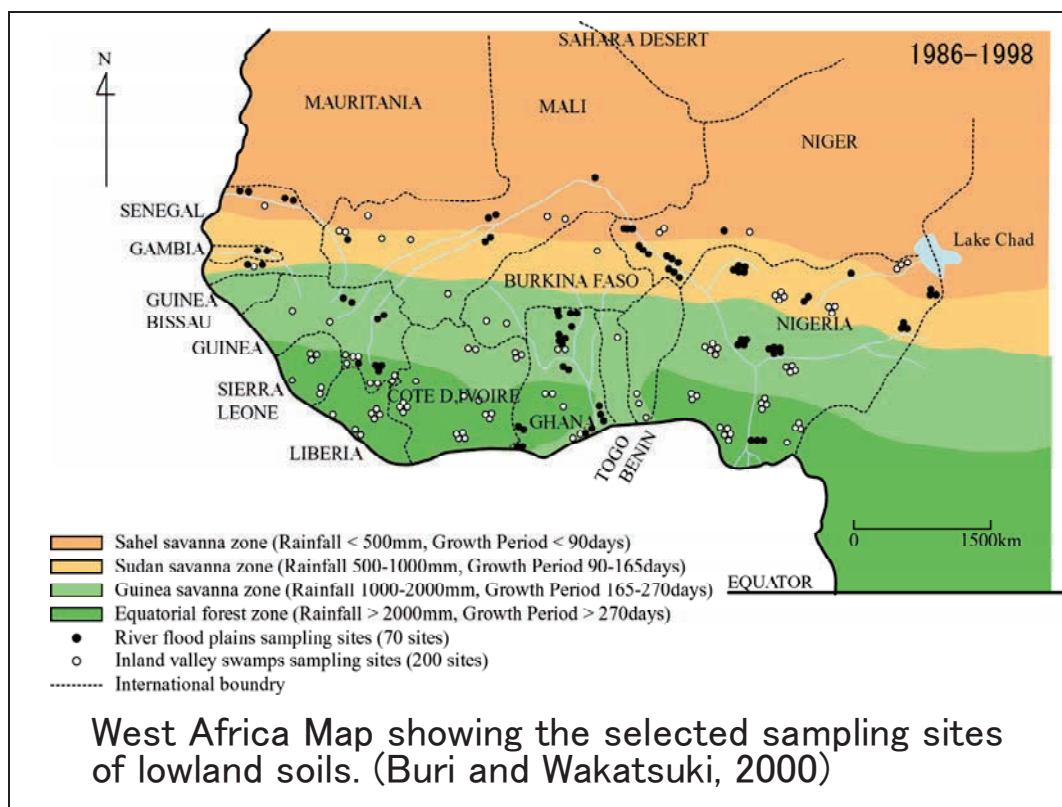 SAHARA DESERT
1986-1998
N
MAURITANIA
MALI
NIGER
SENEGAL
GAMBIA
Lake Chad
BURKINA FASO
GUINEA
BISSAU
NIGERIA
GUINEA
SIERRA
LEONE
COTE D,IVOIRE
GHANA
LIBERIA
TOGO
BENIN
0 1500km
EQUATOR
Sahel savanna zone (Rainfall < 500mm, Growth Period < 90days)
Sudan savanna zone (Rainfall 500-1000mm, Growth Period 90-165days)
Guinea savanna zone (Rainfall 1000-2000mm, Growth Period 165-270days)
Equatorial forest zone (Rainfall > 2000mm, Growth Period > 270days)
River flood plains sampling sites (70 sites)
Inland valley swamps sampling sites (200 sites)
International boundry
West Africa Map showing the selected sampling sites
of lowland soils. (Buri and Wakatsuki, 2000)